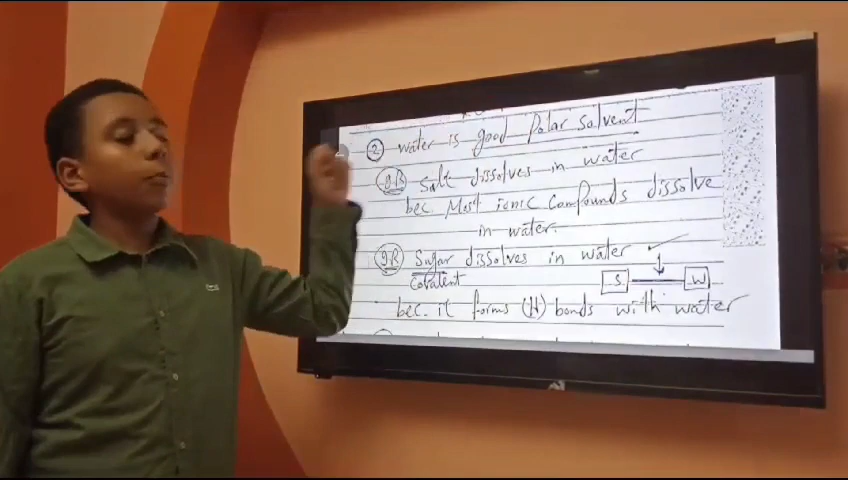 2 water is good Polar solvent
g.R Salt dissolves in water
bec Most ionic Compounds dissolve
in water.
g.R Sugar dissolves in water
Covalent
S W
bec. it forms (H) bonds with water